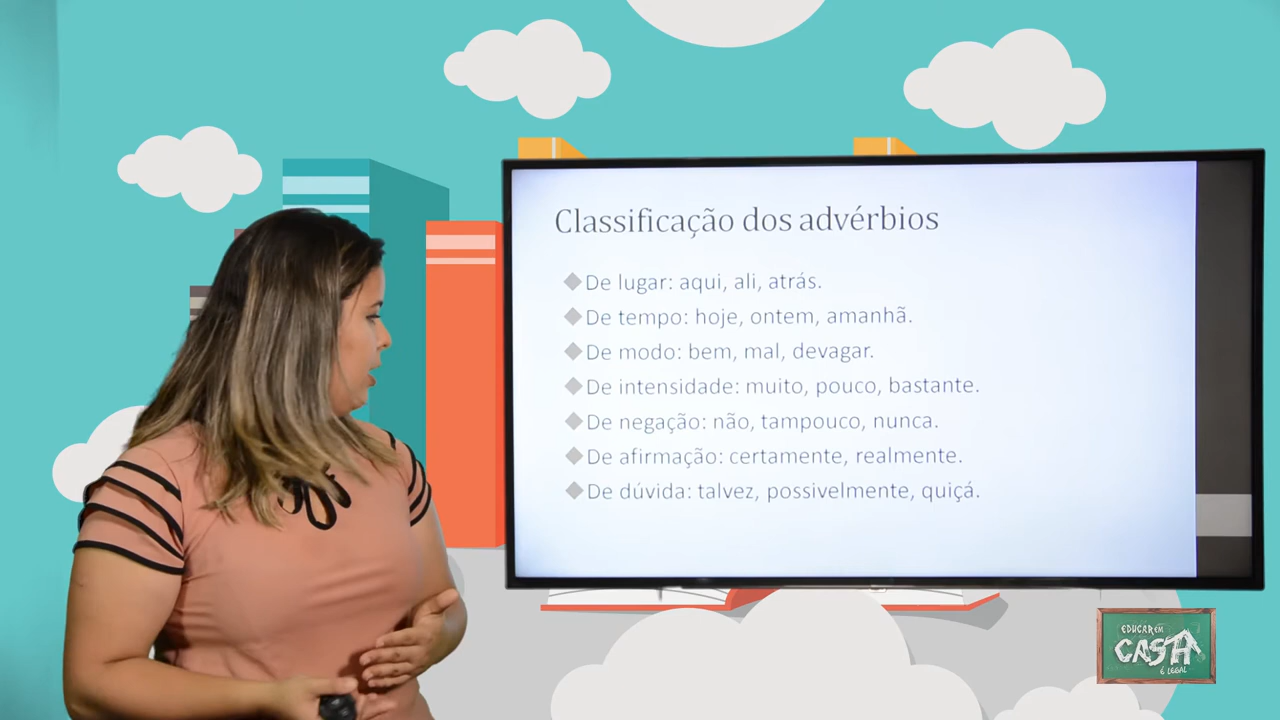 Classificação dos advérbios
De lugar: aqui, ali, atrás.
De tempo: hoje, ontem, amanhã.
De modo: bem, mal, devagar.
De intensidade: muito, pouco, bastante.
De negação: não, tampouco, nunca.
De afirmação: certamente, realmente.
De dúvida: talvez, possivelmente, quiçá.
EDUCAR EM
CASA
É LEGAL